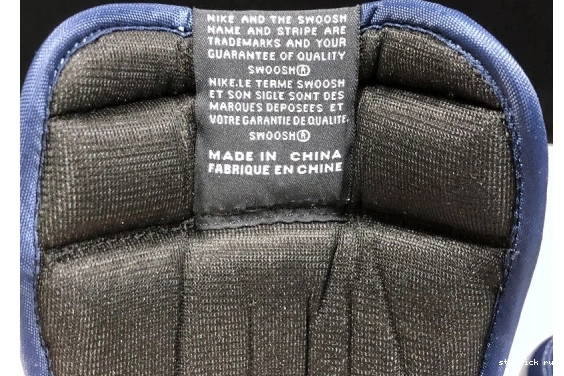 NIKE AND THE SWOOSH
NAME AND STRIPE ARE
TRADEMARKS AND YOUR
GUARANTEE OF QUALITY
SWOOSH®
NIKE.LE TERME SWOOSH
ET SON SIGLE SONT DES
MARQUES DEPOSEES ET
VOTRE GARANTIE DE QUALITE.
SWOOSH®
MADE IN CHINA
FABRIQUE EN CHINE